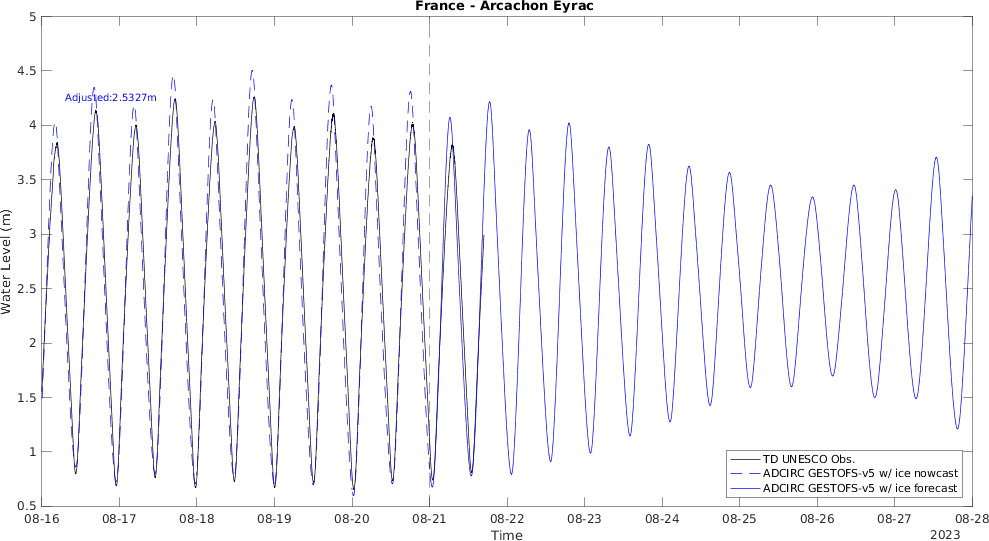 France - Arcachon Eyrac
5
4.5
4
3.5
3
2.5
2
1.5
1
0.5
Water Level (m)
Adjusted:2.5327m
TD UNESCO Obs.
ADCIRC GESTOFS-v5 w/ ice nowcast
ADCIRC GESTOFS-v5 w/ ice forecast
08-16 08-17 08-18 08-19 08-20 08-21 08-22 08-23 08-24 08-25 08-26 08-27 08-28
Time
2023